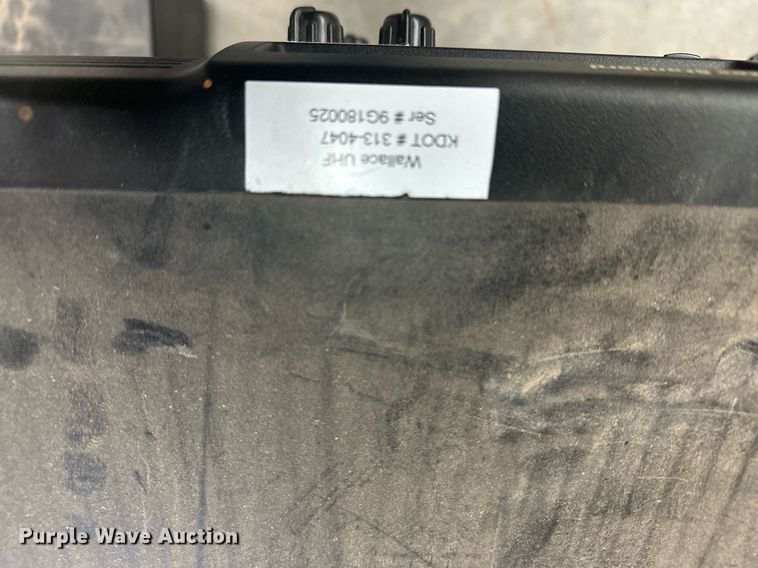 Wallace UHF
KDOT # 313-4047
Ser # 9G180025
Purple Wave Auction